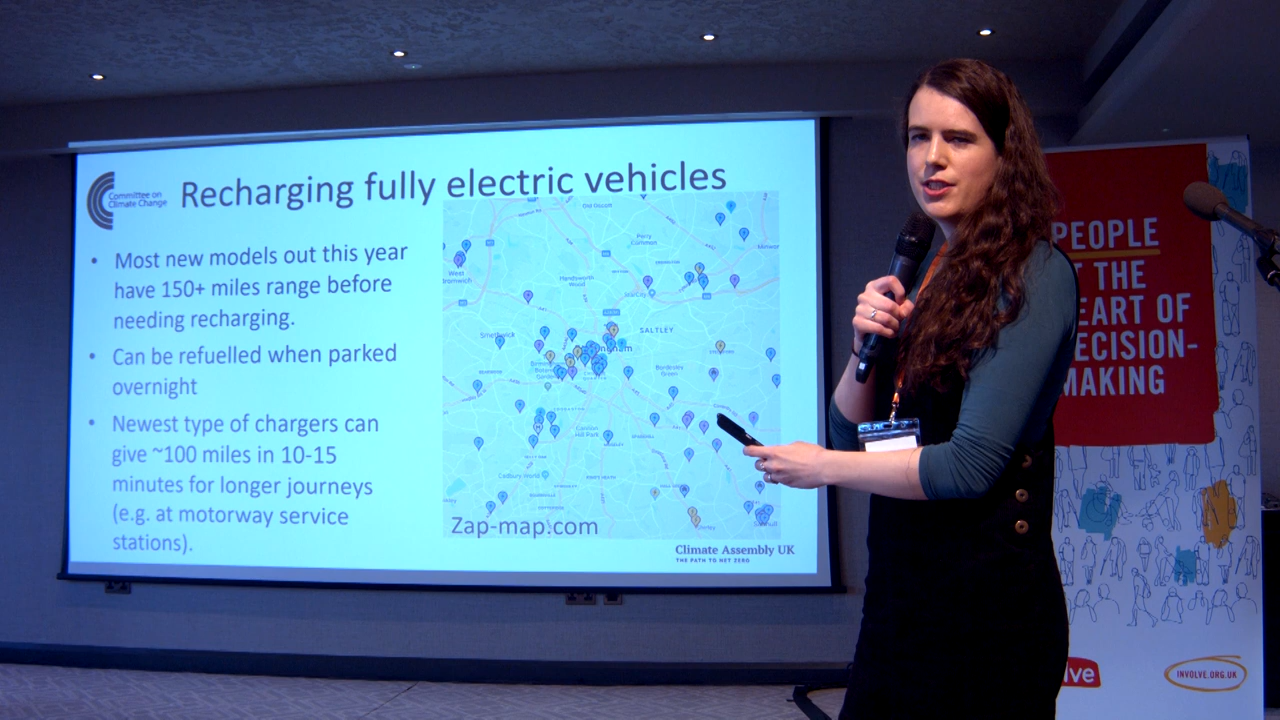 Committee on
Climate Change
Recharging fully electric vehicles
• Most new models out this year
have 150+ miles range before
needing recharging.
• Can be refuelled when parked
overnight
• Newest type of chargers can
give ~100 miles in 10-15
minutes for longer journeys
(e.g. at motorway service
stations).
Old Oscott
Perry
Common
West
Bromwich
Handsworth
Wood
Smethwick
SALTLEY
Bordesley
Green
Cannon
Hill Park
Cadbury World
Zap-map.com
Climate Assembly UK
THE PATH TO NET ZERO
PEOPLE
T THE
EART OF
ECISION-
MAKING
lve
INVOLVE.ORG.UK